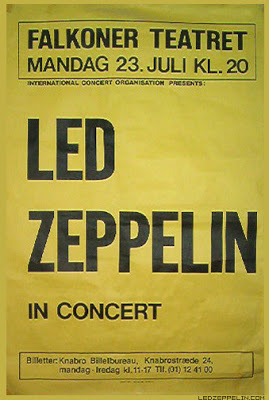 FALKONER TEATRET
MANDAG 23. JULI KL. 20
INTERNATIONAL CONCERT ORGANISATION PRESENTS:
LED
ZEPPELIN
IN CONCERT
Billetter: Knabro Billetbureau, Knabrostræde 24,
mandag - fredag kl. 11-17 Tlf. (01) 12 41 00
LEDZEPPELIN.COM